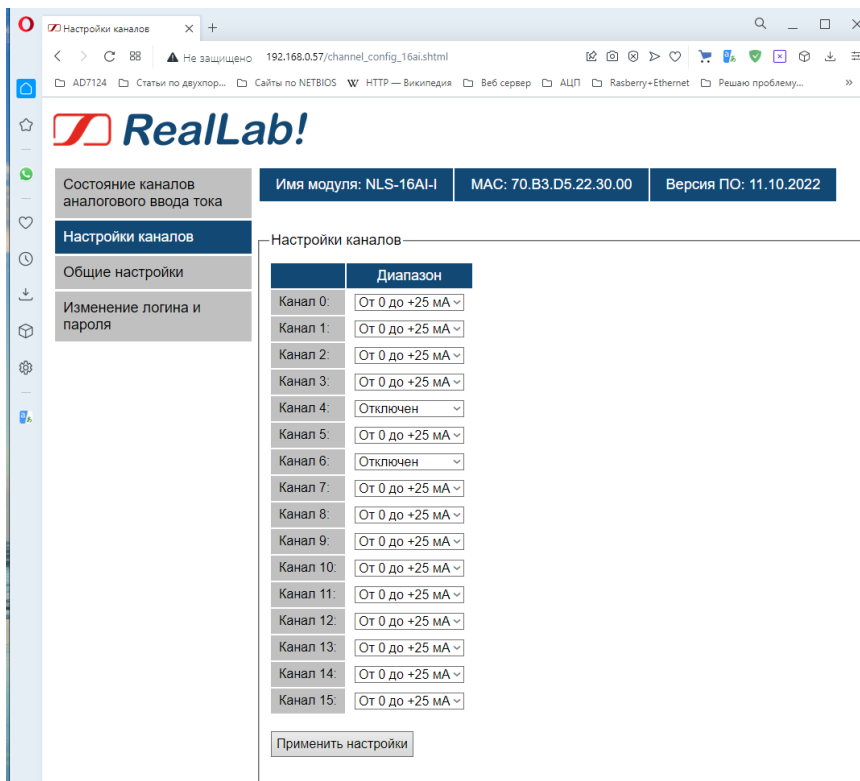 Настройки каналов
Не защищено 192.168.0.57/channel_config_16ai.shtml
AD7124 Статьи по двухпор... Сайты по NETBIOS W HTTP — Википедия Веб сервер АЦП Rasberry+Ethernet Решаю проблему... »
RealLab!
Состояние каналов
аналогового ввода тока
Настройки каналов
Общие настройки
Изменение логина и
пароля
Имя модуля: NLS-16AI-I MAC: 70.B3.D5.22.30.00 Версия ПО: 11.10.2022
Настройки каналов
Диапазон
Канал 0: От 0 до +25 мА
Канал 1: От 0 до +25 мА
Канал 2: От 0 до +25 мА
Канал 3: От 0 до +25 мА
Канал 4: Отключен
Канал 5: От 0 до +25 мА
Канал 6: Отключен
Канал 7: От 0 до +25 мА
Канал 8: От 0 до +25 мА
Канал 9: От 0 до +25 мА
Канал 10: От 0 до +25 мА
Канал 11: От 0 до +25 мА
Канал 12: От 0 до +25 мА
Канал 13: От 0 до +25 мА
Канал 14: От 0 до +25 мА
Канал 15: От 0 до +25 мА
Применить настройки